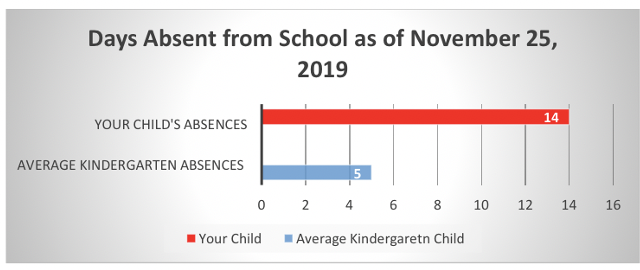 Days Absent from School as of November 25,
2019
YOUR CHILD'S ABSENCES
14
AVERAGE KINDERGARTEN ABSENCES
5
0 2 4 6 8 10 12 14 16
Your Child Average Kindergaretn Child